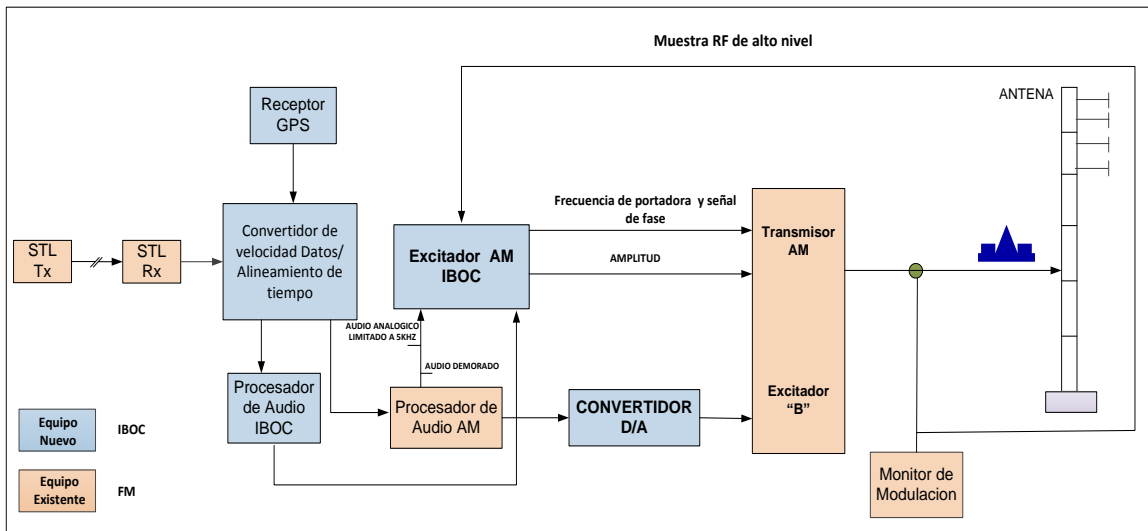 Muestra RF de alto nivel
ANTENA
Receptor
GPS
Frecuencia de portadora y señal
de fase
STL
Tx
STL
Rx
Convertidor de
velocidad Datos/
Alineamiento de
tiempo
Excitador AM
IBOC
Transmisor
AM
AMPLITUD
AUDIO ANALOGICO
LIMITADO A 5KHZ
AUDIO DEMORADO
Procesador
de Audio
IBOC
Procesador de
Audio AM
CONVERTIDOR
D/A
Excitador
“B”
Equipo
Nuevo
IBOC
Equipo
Existente
FM
Monitor de
Modulacion